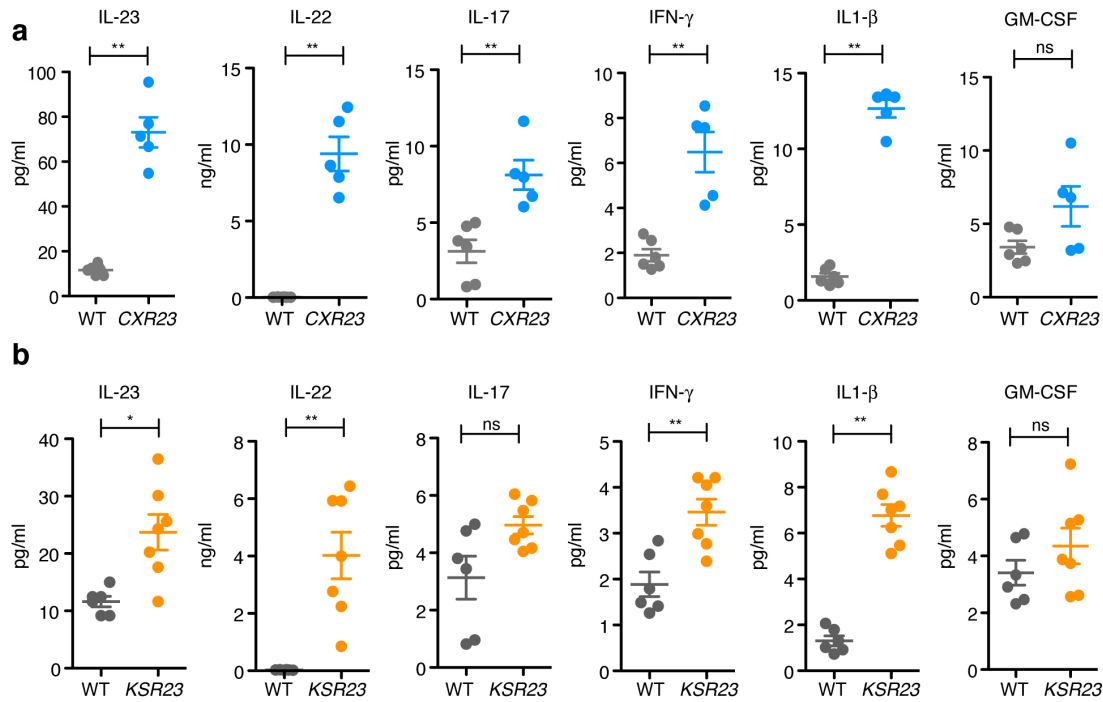 a
IL-23 IL-22 IL-17 IFN-γ IL1-β GM-CSF
** ** ** ** ** ns
pg/ml 100 80 60 40 20 0
ng/ml 15 10 5 0
pg/ml 15 10 5 0
pg/ml 10 8 6 4 2 0
pg/ml 15 10 5 0
pg/ml 15 10 5 0
WT CXR23 WT CXR23 WT CXR23 WT CXR23 WT CXR23 WT CXR23
b
IL-23 IL-22 IL-17 IFN-γ IL1-β GM-CSF
* ** ns ** ** ns
pg/ml 40 30 20 10 0
ng/ml 8 6 4 2 0
pg/ml 8 6 4 2 0
pg/ml 5 4 3 2 1 0
pg/ml 10 8 6 4 2 0
pg/ml 8 6 4 2 0
WT KSR23 WT KSR23 WT KSR23 WT KSR23 WT KSR23 WT KSR23